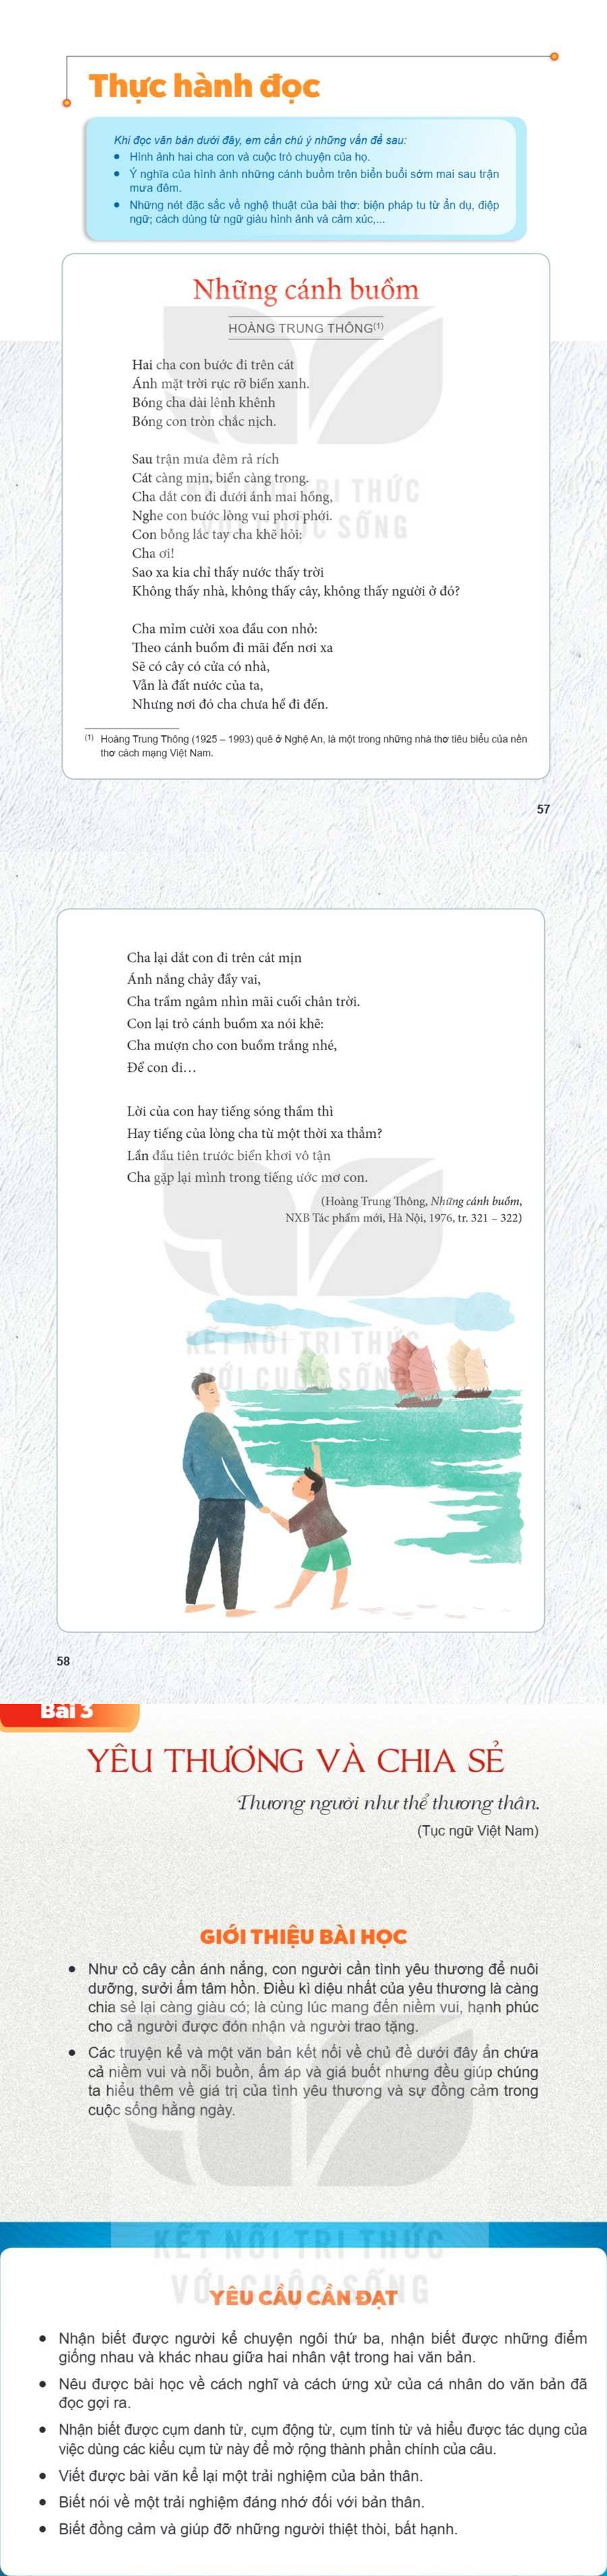 Thực hành đọc
Khi đọc văn bản dưới đây, em cần chú ý những vấn đề sau:
• Hình ảnh hai cha con và cuộc trò chuyện của họ.
• Ý nghĩa của hình ảnh những cánh buồm trên biển buổi sớm mai sau trận
mưa đêm.
• Những nét đặc sắc về nghệ thuật của bài thơ: biện pháp tu từ ẩn dụ, điệp
ngữ; cách dùng từ ngữ giàu hình ảnh và cảm xúc,...
Những cánh buồm
HOÀNG TRUNG THÔNG(1)
Hai cha con bước đi trên cát
Ánh mặt trời rực rỡ biển xanh.
Bóng cha dài lênh khênh
Bóng con tròn chắc nịch.
Sau trận mưa đêm rả rích
Cát càng mịn, biển càng trong.
Cha dắt con đi dưới ánh mai hồng,
Nghe con bước lòng vui phơi phới.
Con bỗng lắc tay cha khẽ hỏi:
Cha ơi!
Sao xa kia chỉ thấy nước thấy trời
Không thấy nhà, không thấy cây, không thấy người ở đó?
Cha mỉm cười xoa đầu con nhỏ:
Theo cánh buồm đi mãi đến nơi xa
Sẽ có cây có cửa có nhà,
Vẫn là đất nước của ta,
Nhưng nơi đó cha chưa hề đi đến.
(1) Hoàng Trung Thông (1925 – 1993) quê ở Nghệ An, là một trong những nhà thơ tiêu biểu của nền
thơ cách mạng Việt Nam.
KẾT NỐI TRI THỨC
VỚI CUỘC SỐNG
57
Cha lại dắt con đi trên cát mịn
Ánh nắng chảy đầy vai,
Cha trầm ngâm nhìn mãi cuối chân trời.
Con lại trỏ cánh buồm xa nói khẽ:
Cha mượn cho con buồm trắng nhé,
Để con đi...
Lời của con hay tiếng sóng thầm thì
Hay tiếng của lòng cha từ một thời xa thẳm?
Lần đầu tiên trước biển khơi vô tận
Cha gặp lại mình trong tiếng ước mơ con.
(Hoàng Trung Thông, Những cánh buồm,
NXB Tác phẩm mới, Hà Nội, 1976, tr. 321 – 322)
KẾT NỐI TRI THỨC
VỚI CUỘC SỐNG
58
Bài 3
YÊU THƯƠNG VÀ CHIA SẺ
Thương người như thể thương thân.
(Tục ngữ Việt Nam)
GIỚI THIỆU BÀI HỌC
• Như cỏ cây cần ánh nắng, con người cần tình yêu thương để nuôi
dưỡng, sưởi ấm tâm hồn. Điều kì diệu nhất của yêu thương là càng
chia sẻ lại càng giàu có; là cùng lúc mang đến niềm vui, hạnh phúc
cho cả người được đón nhận và người trao tặng.
• Các truyện kể và một văn bản kết nối về chủ đề dưới đây ẩn chứa
cả niềm vui và nỗi buồn, ấm áp và giá buốt nhưng đều giúp chúng
ta hiểu thêm về giá trị của tình yêu thương và sự đồng cảm trong
cuộc sống hằng ngày.
KẾT NỐI TRI THỨC
VỚI CUỘC SỐNG
YÊU CẦU CẦN ĐẠT
• Nhận biết được người kể chuyện ngôi thứ ba, nhận biết được những điểm
giống nhau và khác nhau giữa hai nhân vật trong hai văn bản.
• Nêu được bài học về cách nghĩ và cách ứng xử của cá nhân do văn bản đã
đọc gợi ra.
• Nhận biết được cụm danh từ, cụm động từ, cụm tính từ và hiểu được tác dụng của
việc dùng các kiểu cụm từ này để mở rộng thành phần chính của câu.
• Viết được bài văn kể lại một trải nghiệm của bản thân.
• Biết nói về một trải nghiệm đáng nhớ đối với bản thân.
• Biết đồng cảm và giúp đỡ những người thiệt thòi, bất hạnh.